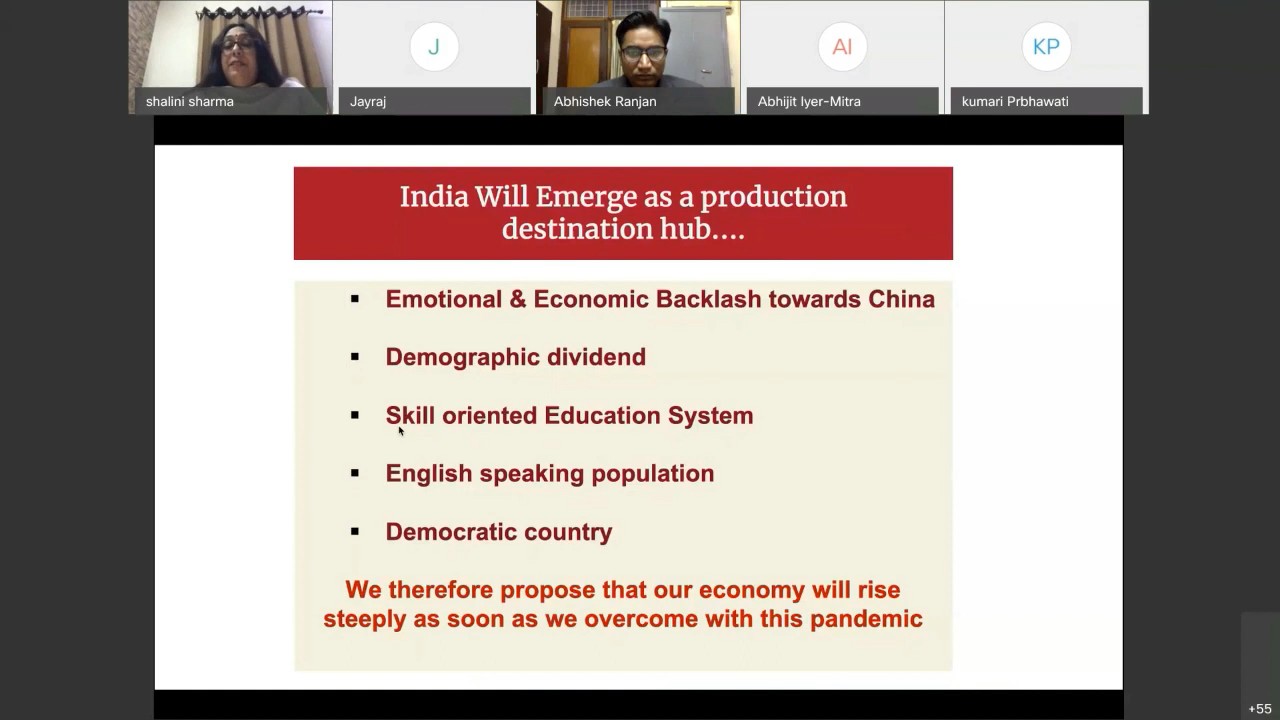 J
AI
KP
shalini sharma
Jayraj
Abhishek Ranjan
Abhijit Iyer-Mitra
kumari Prbhawati
India Will Emerge as a production
destination hub....
▪ Emotional & Economic Backlash towards China
▪ Demographic dividend
▪ Skill oriented Education System
▪ English speaking population
▪ Democratic country
We therefore propose that our economy will rise
steeply as soon as we overcome with this pandemic
+55